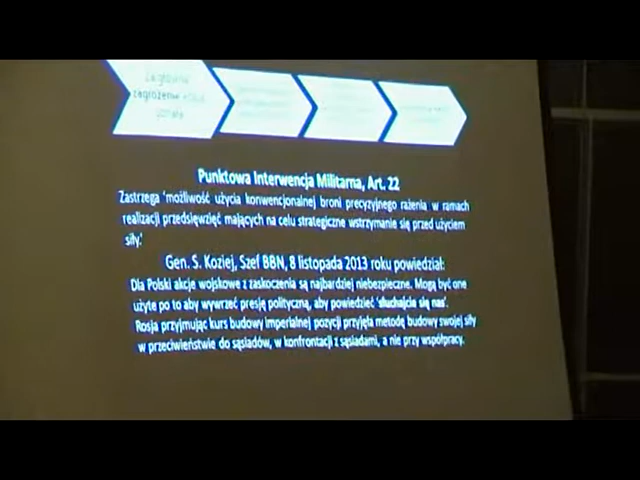 zagrożenie
Punktowa Interwencja Militarna, Art. 22
Zastrzega 'możliwość użycia konwencjonalnej broni precyzyjnego rażenia w ramach
realizacji przedsięwzięć mających na celu strategiczne wstrzymanie się przed użyciem
siły.'
Gen. S. Koziej, Szef BBN, 8 listopada 2013 roku powiedział:
Dla Polski akcje wojskowe z zaskoczenia są najbardziej niebezpieczne. Mogą być one
użyte po to aby wywrzeć presję polityczną, aby powiedzieć 'słuchajcie się nas'.
Rosja przyjmując kurs budowy imperialnej pozycji przyjęła metodę budowy swojej siły
w przeciwieństwie do sąsiadów, w konfrontacji z sąsiadami, a nie przy współpracy.